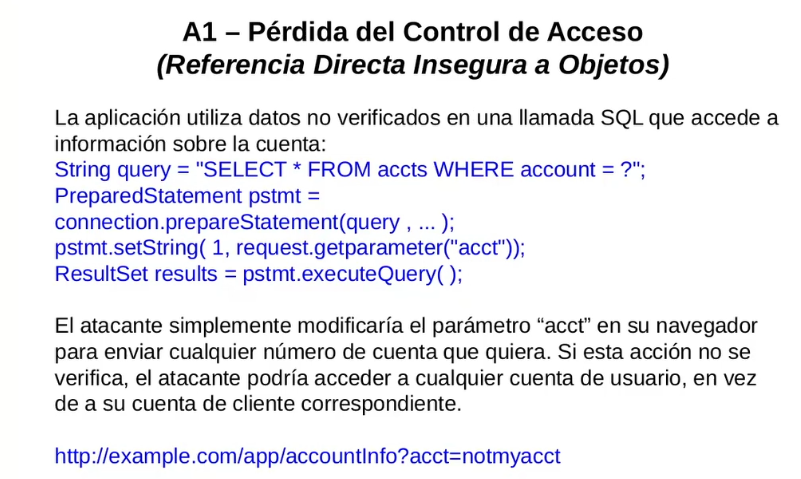 A1 – Pérdida del Control de Acceso
(Referencia Directa Insegura a Objetos)
La aplicación utiliza datos no verificados en una llamada SQL que accede a
información sobre la cuenta:
String query = "SELECT * FROM accts WHERE account = ?";
PreparedStatement pstmt =
connection.prepareStatement(query , ... );
pstmt.setString( 1, request.getparameter("acct"));
ResultSet results = pstmt.executeQuery( );
El atacante simplemente modificaría el parámetro “acct” en su navegador
para enviar cualquier número de cuenta que quiera. Si esta acción no se
verifica, el atacante podría acceder a cualquier cuenta de usuario, en vez
de a su cuenta de cliente correspondiente.
http://example.com/app/accountInfo?acct=notmyacct